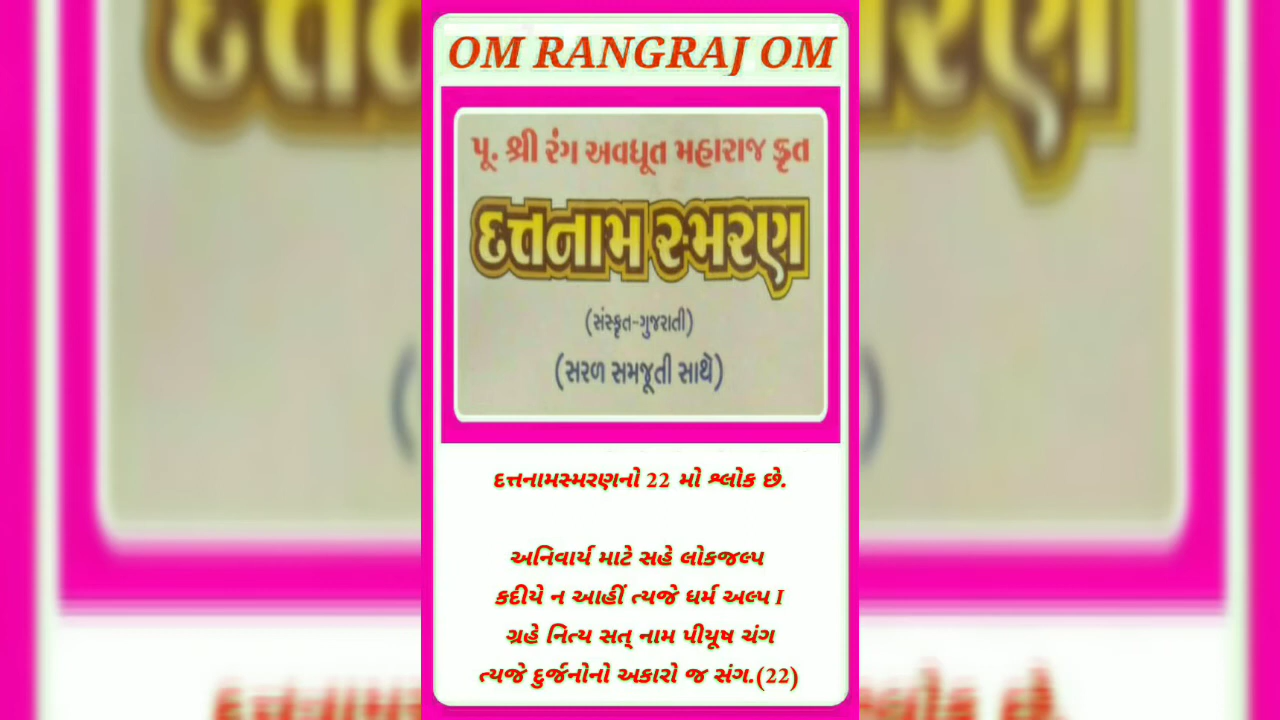 OM RANGRAJ OM
પૂ. શ્રી રંગ અવધૂત મહારાજ કૃત
દત્તનામ સ્મરણ
(સંસ્કૃત-ગુજરાતી)
(સરળ સમજૂતી સાથે)
દત્તનામસ્મરણનો 22 મો શ્લોક છે.
અનિવાર્ય માટે સહે લોકજલ્પ
કદીયે ન આહીં ત્યજે ધર્મ અલ્પ I
ગ્રહે નિત્ય સત્ નામ પીયૂષ ચંગ
ત્યજે દુર્જનોનો અકારો જ સંગ.(22)